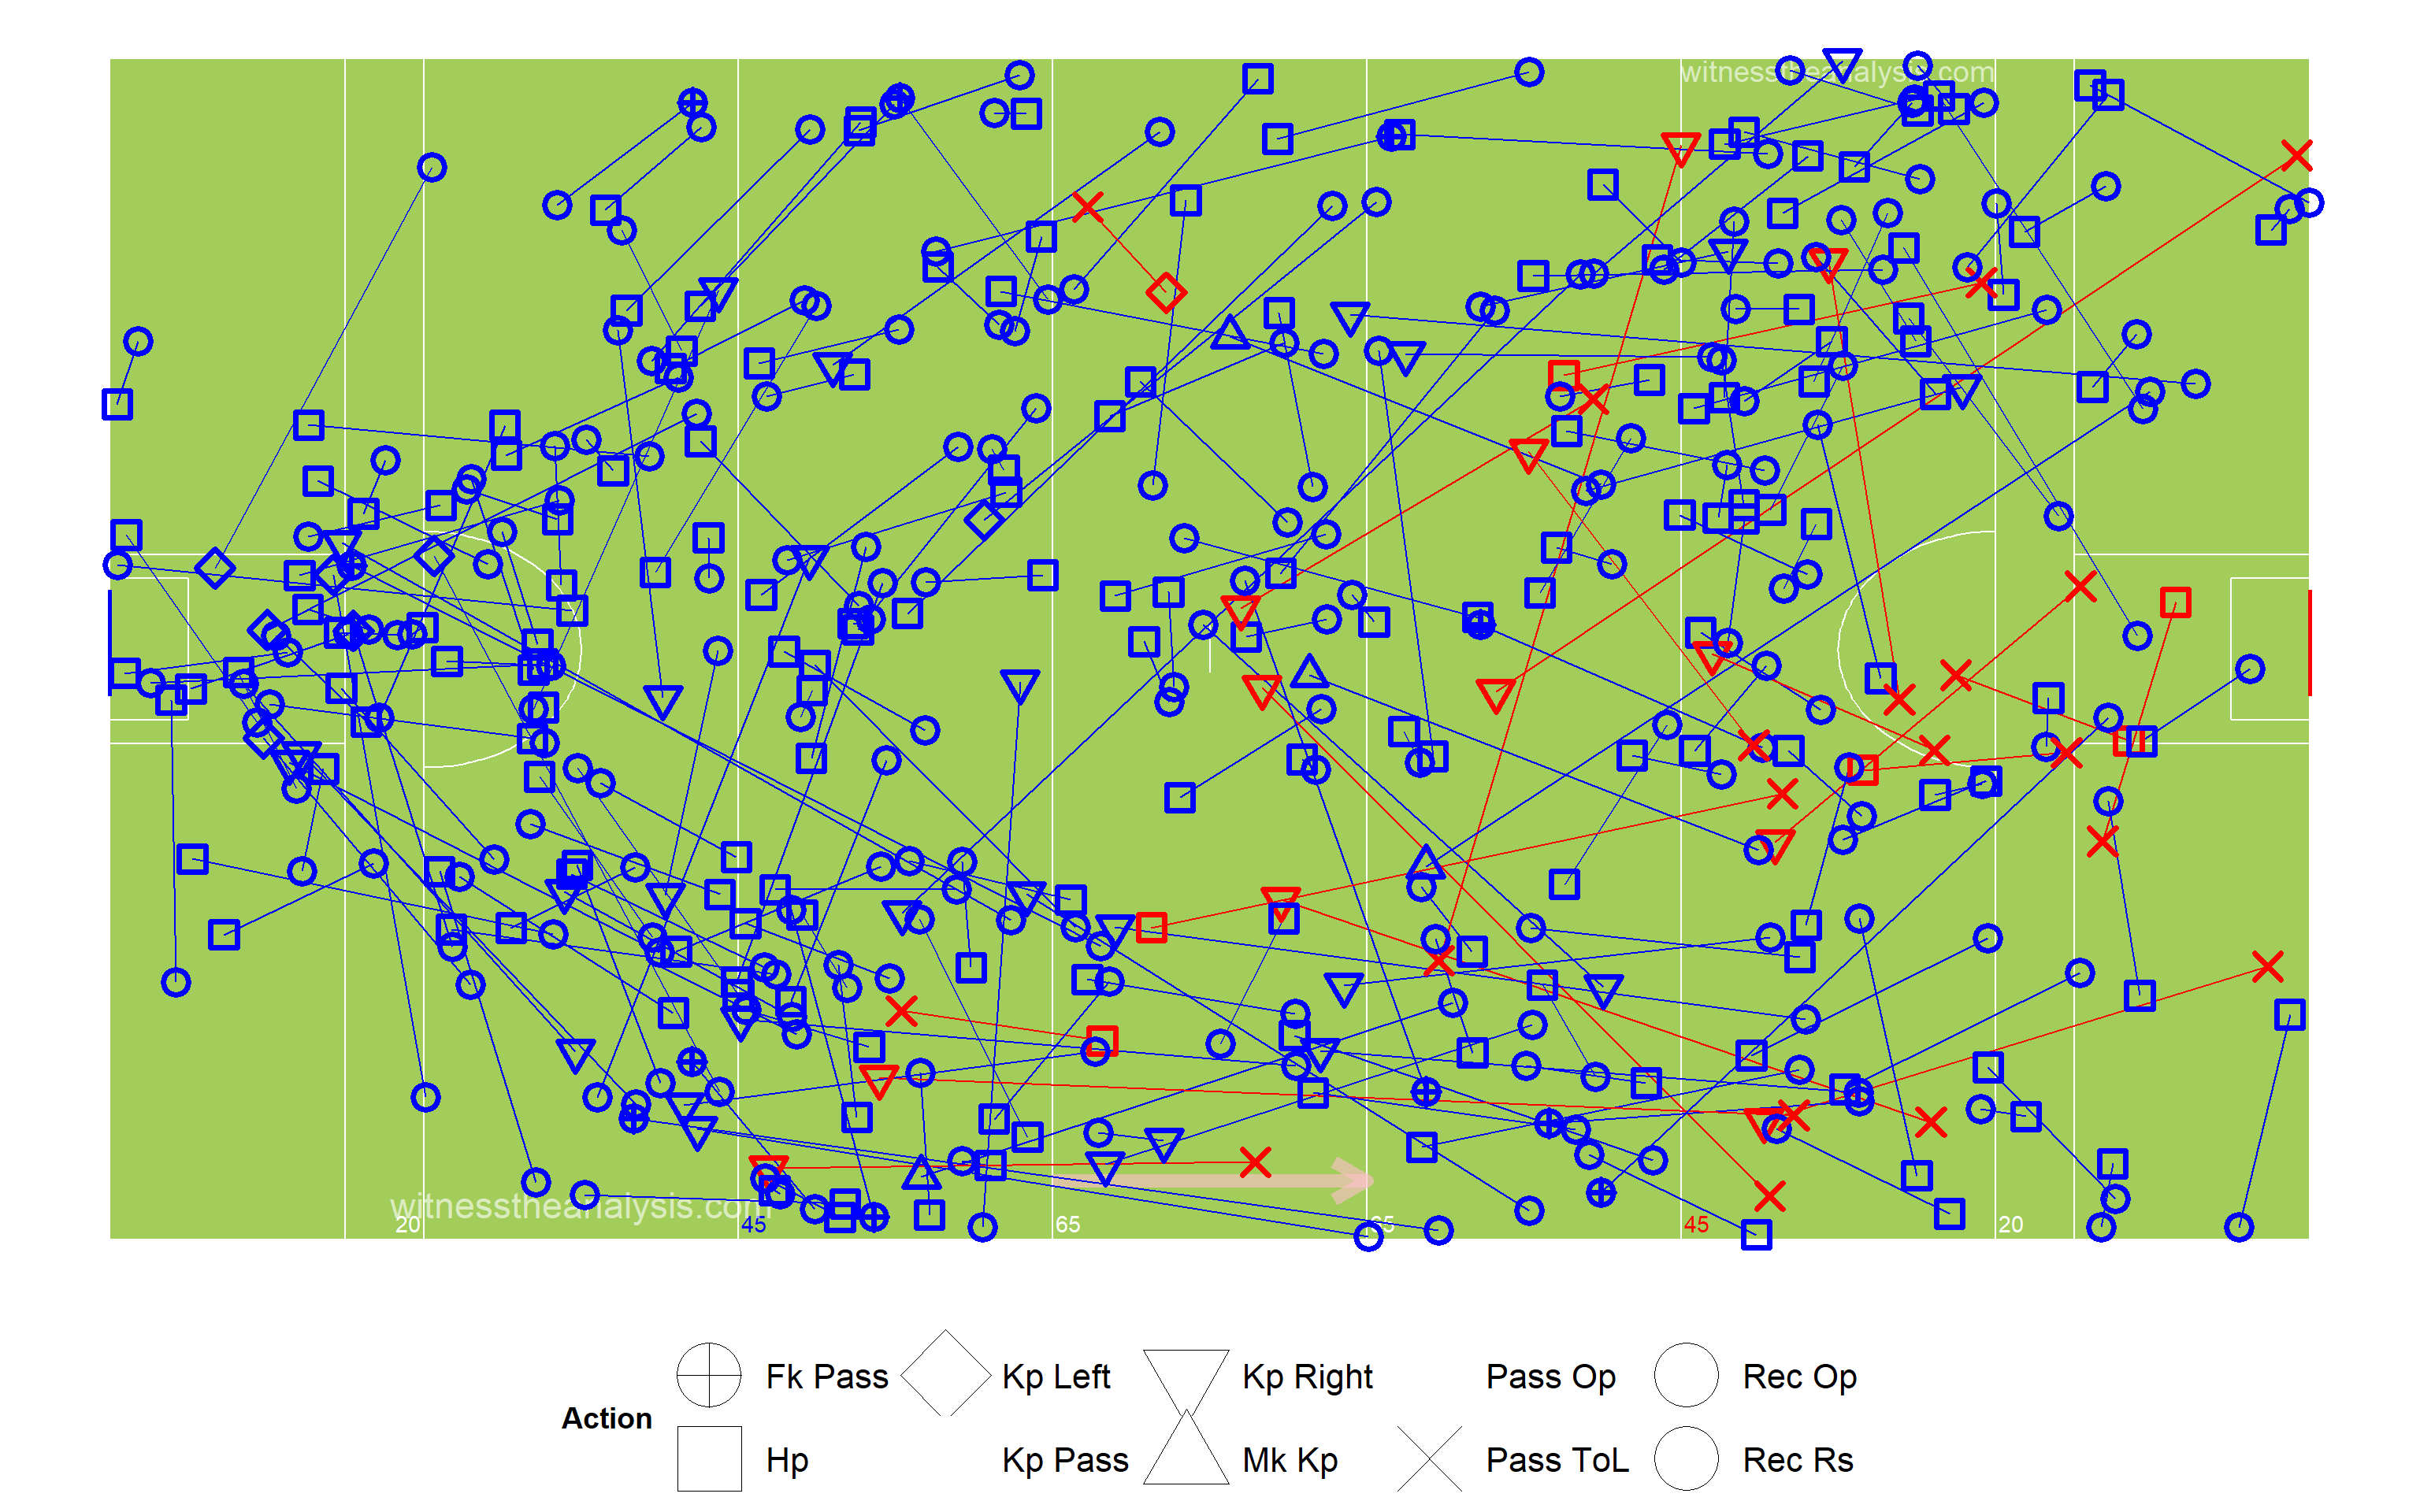 witnesstheanalysis.com
witnesstheanalysis.com
20 45 65 65 45 20
Action
Fk Pass Kp Left Kp Right Pass Op Rec Op
Hp Kp Pass Mk Kp Pass ToL Rec Rs